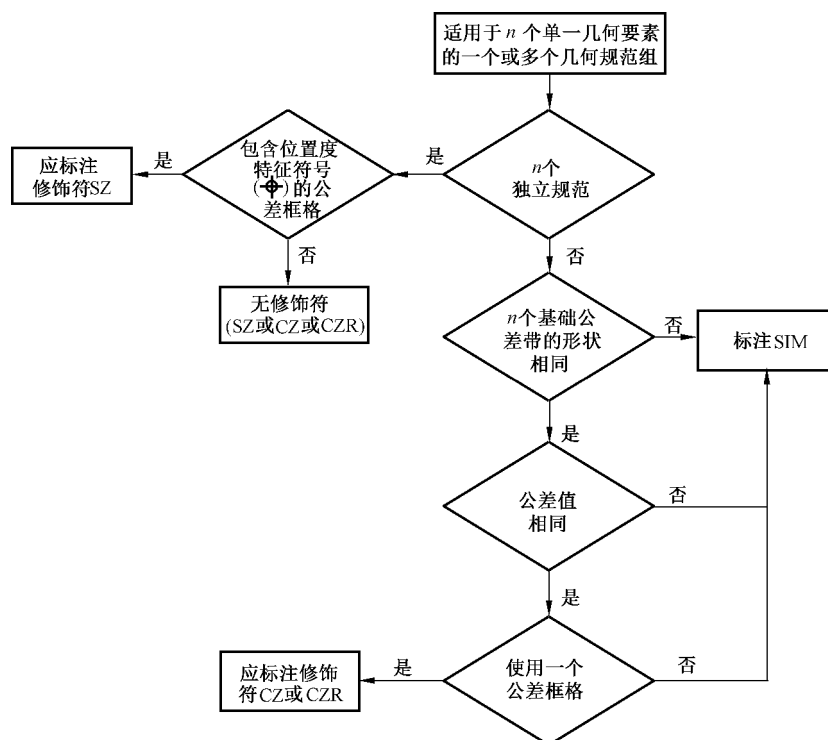 适用于 n 个单一几何要素
的一个或多个几何规范组
n个
独立规范
是
包含位置度
特征符号
(⌖)的公
差框格
是
应标注
修饰符SZ
否
无修饰符
(SZ或CZ或CZR)
否
n个基础公
差带的形状
相同
否
标注SIM
是
公差值
相同
否
是
使用一个
公差框格
否
是
应标注修饰
符CZ或CZR